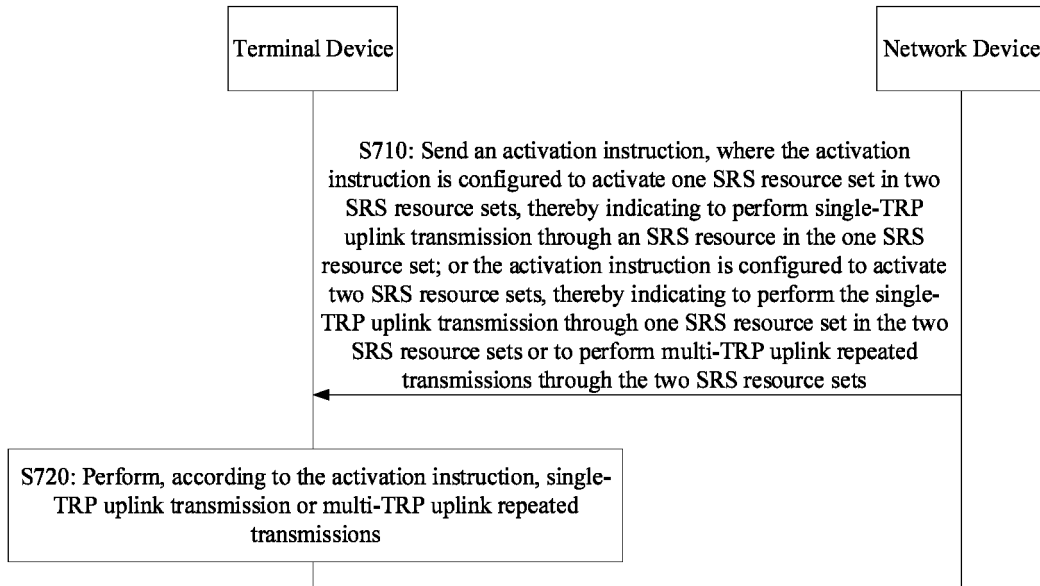 Terminal Device
Network Device
S710: Send an activation instruction, where the activation
instruction is configured to activate one SRS resource set in two
SRS resource sets, thereby indicating to perform single-TRP
uplink transmission through an SRS resource in the one SRS
resource set; or the activation instruction is configured to activate
two SRS resource sets, thereby indicating to perform the single-
TRP uplink transmission through one SRS resource set in the two
SRS resource sets or to perform multi-TRP uplink repeated
transmissions through the two SRS resource sets
S720: Perform, according to the activation instruction, single-
TRP uplink transmission or multi-TRP uplink repeated
transmissions